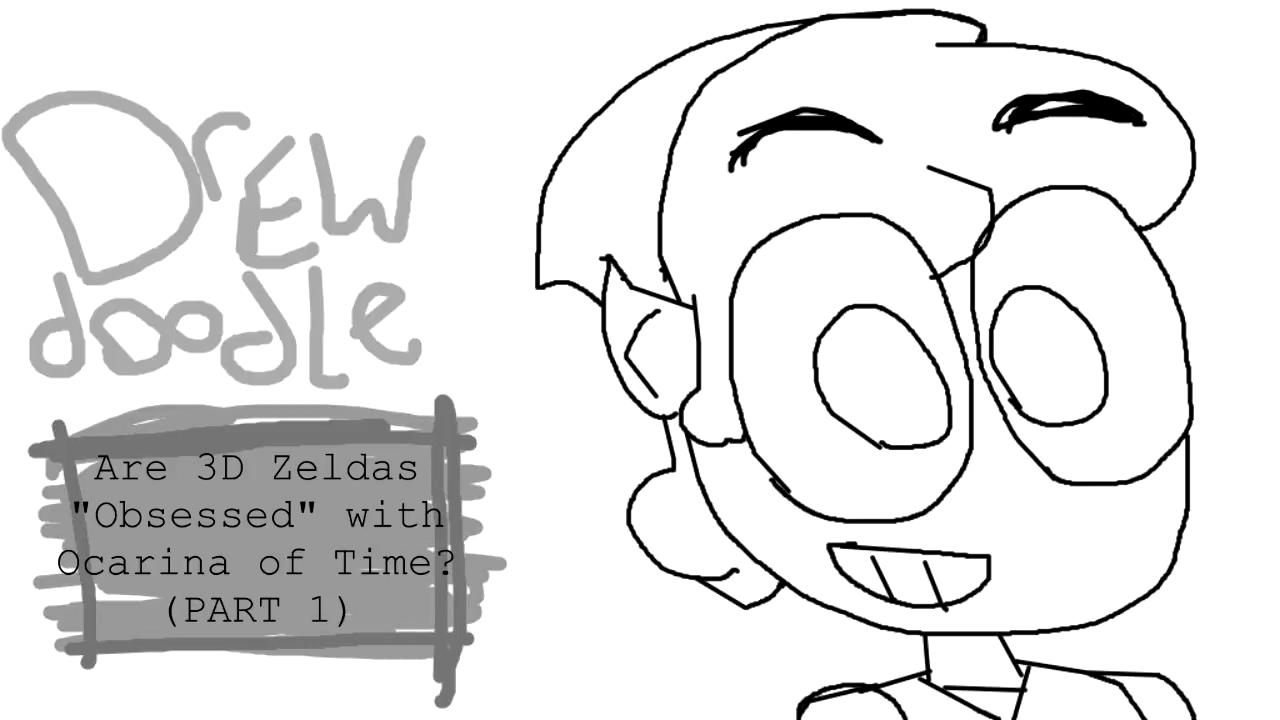 DrEW
doodle
Are 3D Zeldas
"Obsessed" with
Ocarina of Time?
(PART 1)